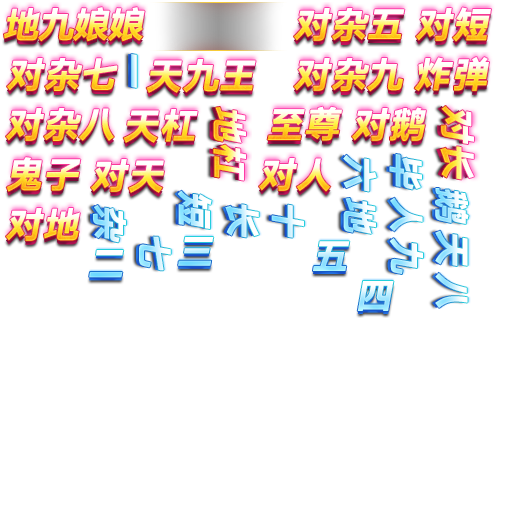 地九娘娘 对杂五 对短
对杂七 一 天九王 对杂九 炸弹
对杂八 天杠 地杠 至尊 对鹅 对长
鬼子 对天 对人 六 毕
对地 杂 短 长 十 地 人 鹅
二 七 三 五 九 天
四 八